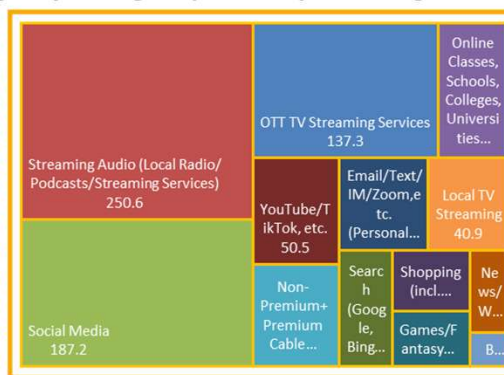 Streaming Audio (Local Radio/
Podcasts/Streaming Services)
250.6
Social Media
187.2
OTT TV Streaming Services
137.3
Online
Classes,
Schools,
Colleges,
Universi
ties...
YouTube/T
ikTok, etc.
50.5
Email/Text/
IM/Zoom,e
tc.
(Personal...
Local TV
Streaming
40.9
Non-
Premium+
Premium
Cable...
Searc
h
(Goog
le,
Bing...
Shopping
(incl....
Games/F
antasy...
Ne
ws/
W...
B...